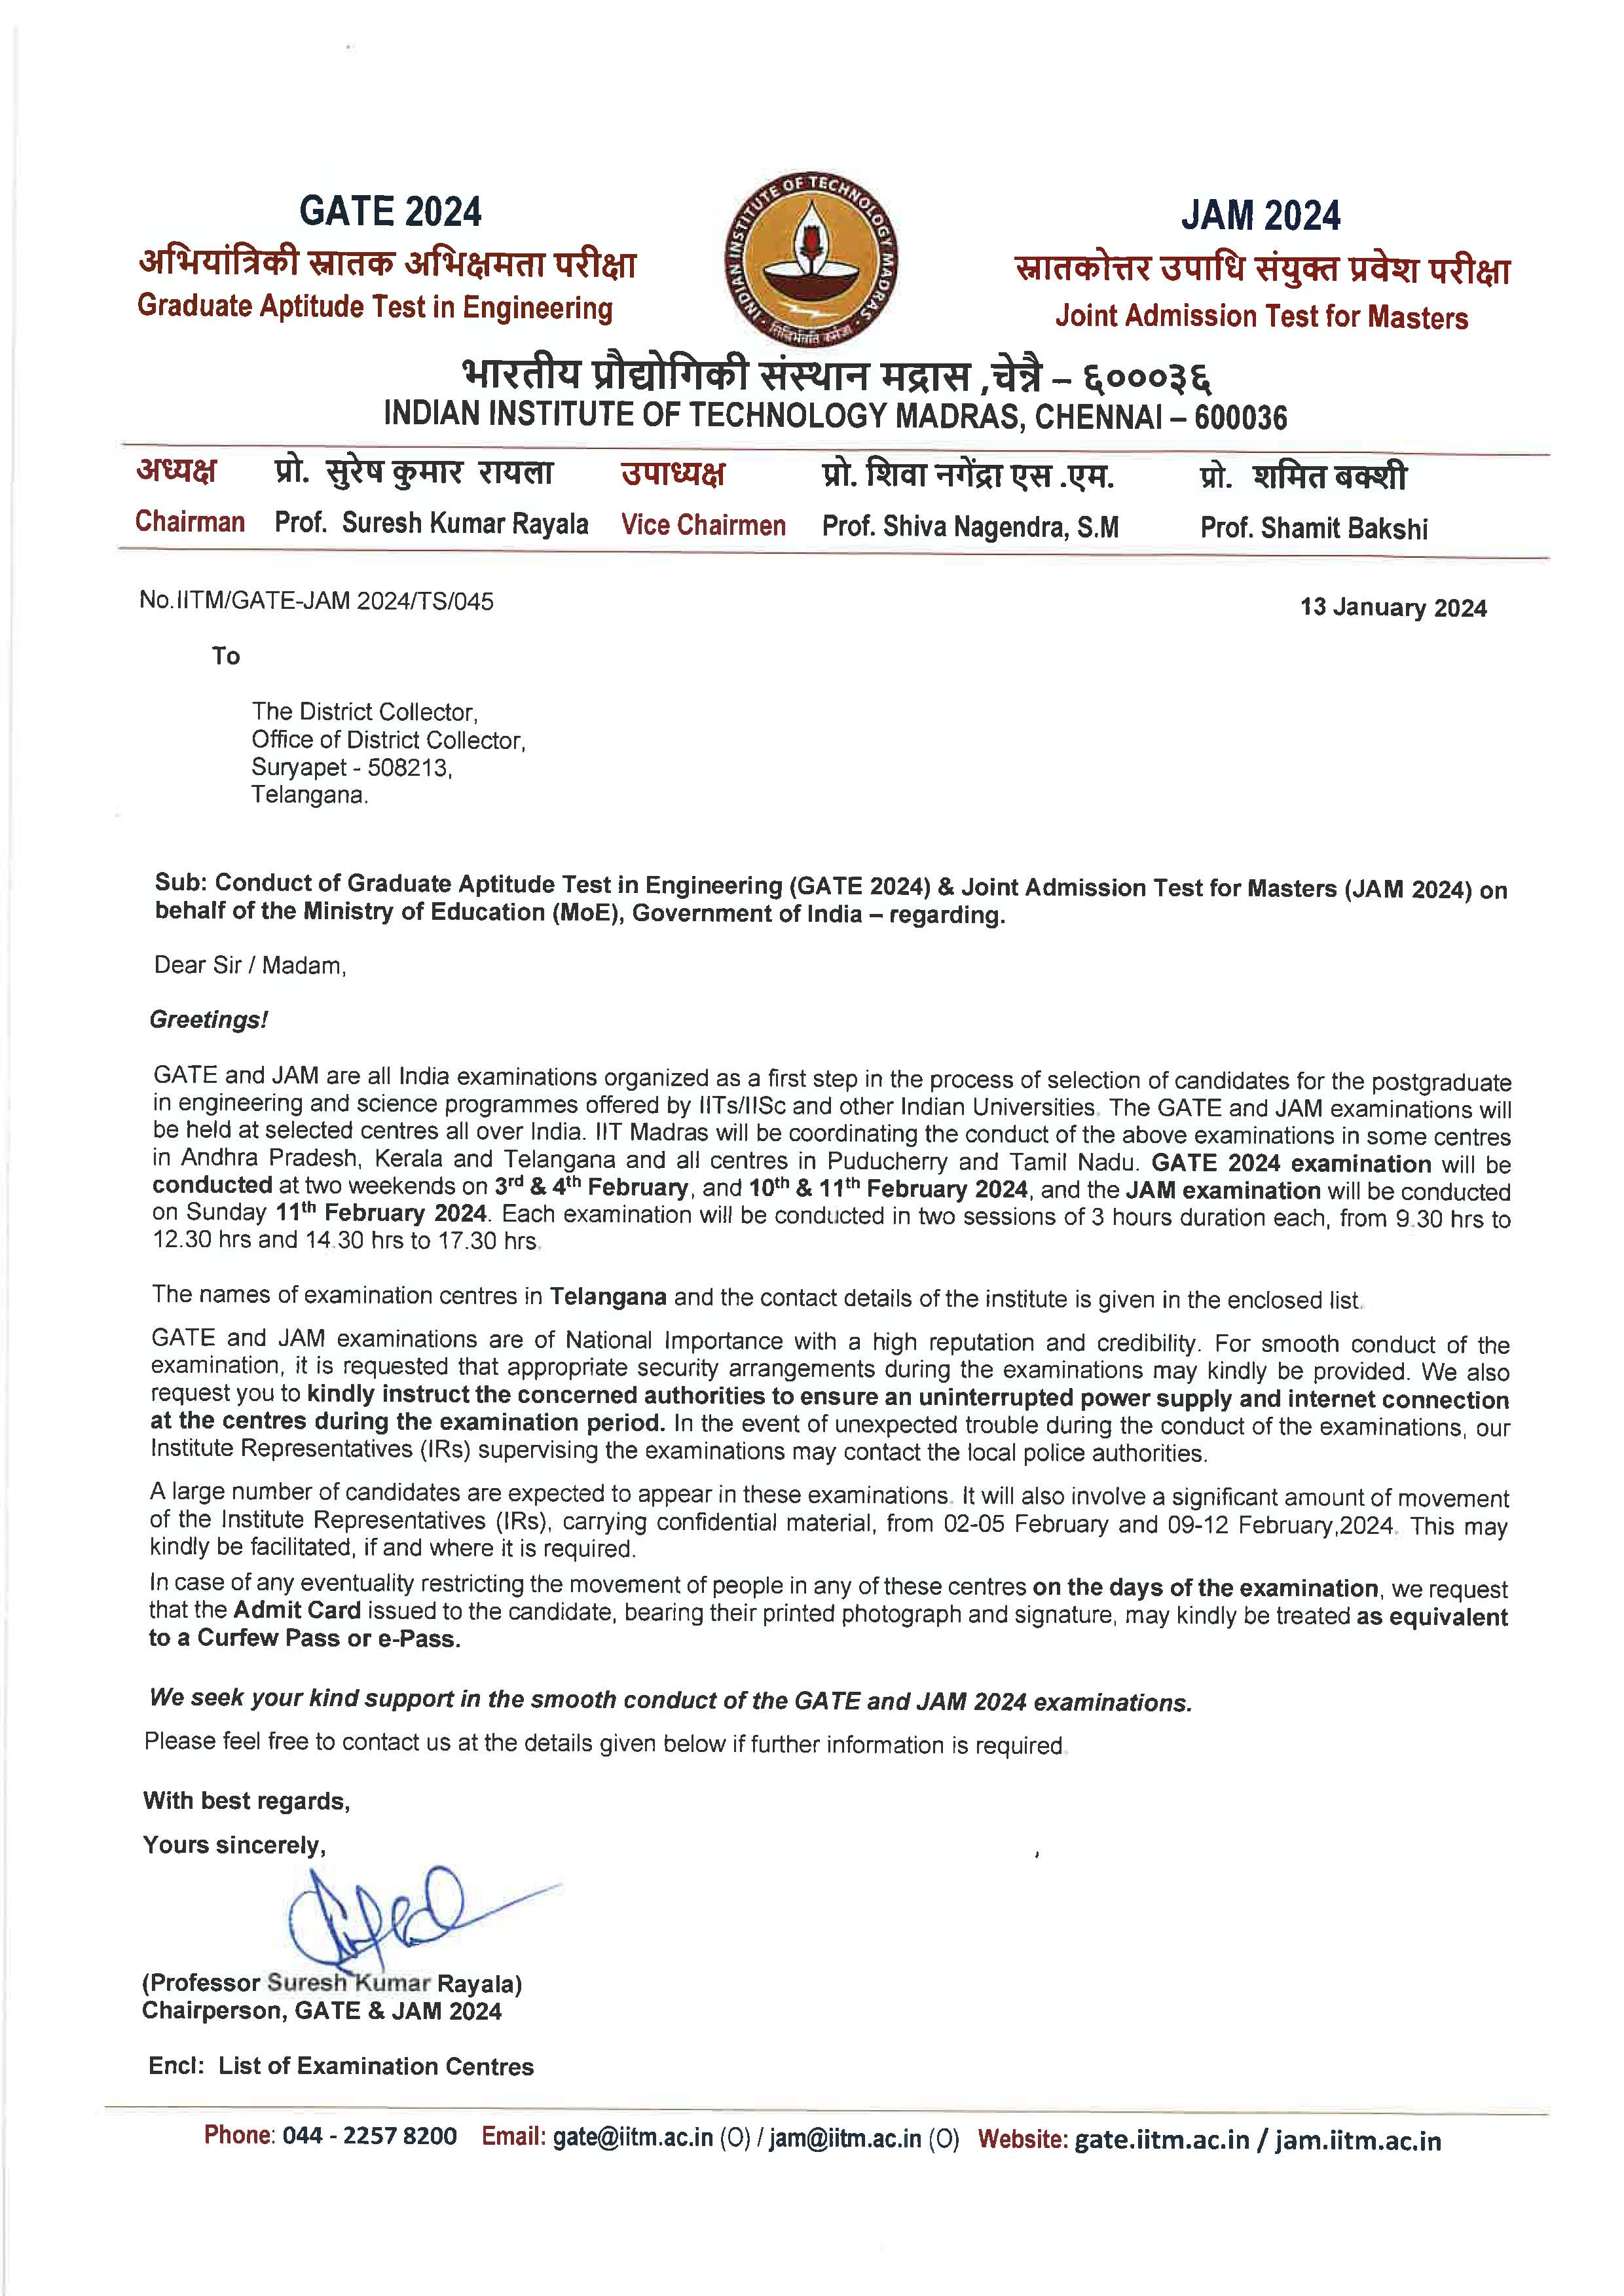 GATE 2024
अभियांत्रिकी स्नातक अभिक्षमता परीक्षा
Graduate Aptitude Test in Engineering
INDIAN INSTITUTE OF TECHNOLOGY MADRAS
सिद्धिर्भवति कर्मजा
JAM 2024
स्नातकोत्तर उपाधि संयुक्त प्रवेश परीक्षा
Joint Admission Test for Masters
भारतीय प्रौद्योगिकी संस्थान मद्रास ,चेन्नै – ६०००३६
INDIAN INSTITUTE OF TECHNOLOGY MADRAS, CHENNAI – 600036
अध्यक्ष प्रो. सुरेष कुमार रायला उपाध्यक्ष प्रो. शिवा नगेंद्रा एस .एम. प्रो. शमित बक्शी
Chairman Prof. Suresh Kumar Rayala Vice Chairmen Prof. Shiva Nagendra, S.M Prof. Shamit Bakshi
No.IITM/GATE-JAM 2024/TS/045 13 January 2024
To
The District Collector,
Office of District Collector,
Suryapet - 508213,
Telangana.
Sub: Conduct of Graduate Aptitude Test in Engineering (GATE 2024) & Joint Admission Test for Masters (JAM 2024) on
behalf of the Ministry of Education (MoE), Government of India – regarding.
Dear Sir / Madam,
Greetings!
GATE and JAM are all India examinations organized as a first step in the process of selection of candidates for the postgraduate
in engineering and science programmes offered by IITs/IISc and other Indian Universities. The GATE and JAM examinations will
be held at selected centres all over India. IIT Madras will be coordinating the conduct of the above examinations in some centres
in Andhra Pradesh, Kerala and Telangana and all centres in Puducherry and Tamil Nadu. GATE 2024 examination will be
conducted at two weekends on 3rd & 4th February, and 10th & 11th February 2024, and the JAM examination will be conducted
on Sunday 11th February 2024. Each examination will be conducted in two sessions of 3 hours duration each, from 9.30 hrs to
12.30 hrs and 14.30 hrs to 17.30 hrs.
The names of examination centres in Telangana and the contact details of the institute is given in the enclosed list.
GATE and JAM examinations are of National Importance with a high reputation and credibility. For smooth conduct of the
examination, it is requested that appropriate security arrangements during the examinations may kindly be provided. We also
request you to kindly instruct the concerned authorities to ensure an uninterrupted power supply and internet connection
at the centres during the examination period. In the event of unexpected trouble during the conduct of the examinations, our
Institute Representatives (IRs) supervising the examinations may contact the local police authorities.
A large number of candidates are expected to appear in these examinations. It will also involve a significant amount of movement
of the Institute Representatives (IRs), carrying confidential material, from 02-05 February and 09-12 February,2024. This may
kindly be facilitated, if and where it is required.
In case of any eventuality restricting the movement of people in any of these centres on the days of the examination, we request
that the Admit Card issued to the candidate, bearing their printed photograph and signature, may kindly be treated as equivalent
to a Curfew Pass or e-Pass.
We seek your kind support in the smooth conduct of the GATE and JAM 2024 examinations.
Please feel free to contact us at the details given below if further information is required.
With best regards,
Yours sincerely,
(Professor Suresh Kumar Rayala)
Chairperson, GATE & JAM 2024
Encl: List of Examination Centres
Phone: 044 - 2257 8200 Email: gate@iitm.ac.in (O) / jam@iitm.ac.in (O) Website: gate.iitm.ac.in / jam.iitm.ac.in